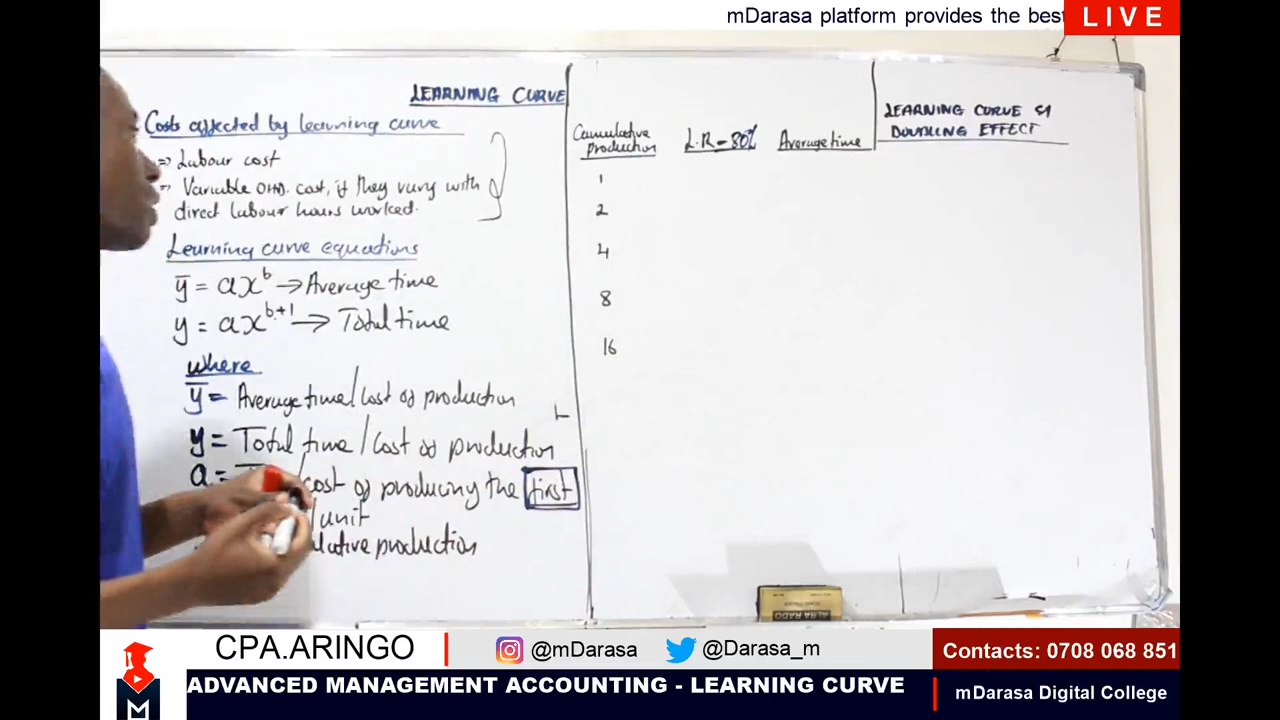 mDarasa platform provides the best
LIVE
LEARNING CURVE
Costs affected by learning curve
⇒ Labour cost
Variable OHD. cost, if they vary with
direct labour hours worked.
Learning curve equations
ȳ = ax^b → Average time
y = ax^b+1 → Total time
where
ȳ = Average time/cost of production
y = Total time/cost of production
a = /cost of producing the first
/unit
production
Cumulative
production
L.R = 80%
Average time
1
2
4
8
16
LEARNING CURVE &
DOUBLING EFFECT
CPA.ARINGO
@mDarasa
@Darasa_m
Contacts: 0708 068 851
ADVANCED MANAGEMENT ACCOUNTING - LEARNING CURVE
mDarasa Digital College